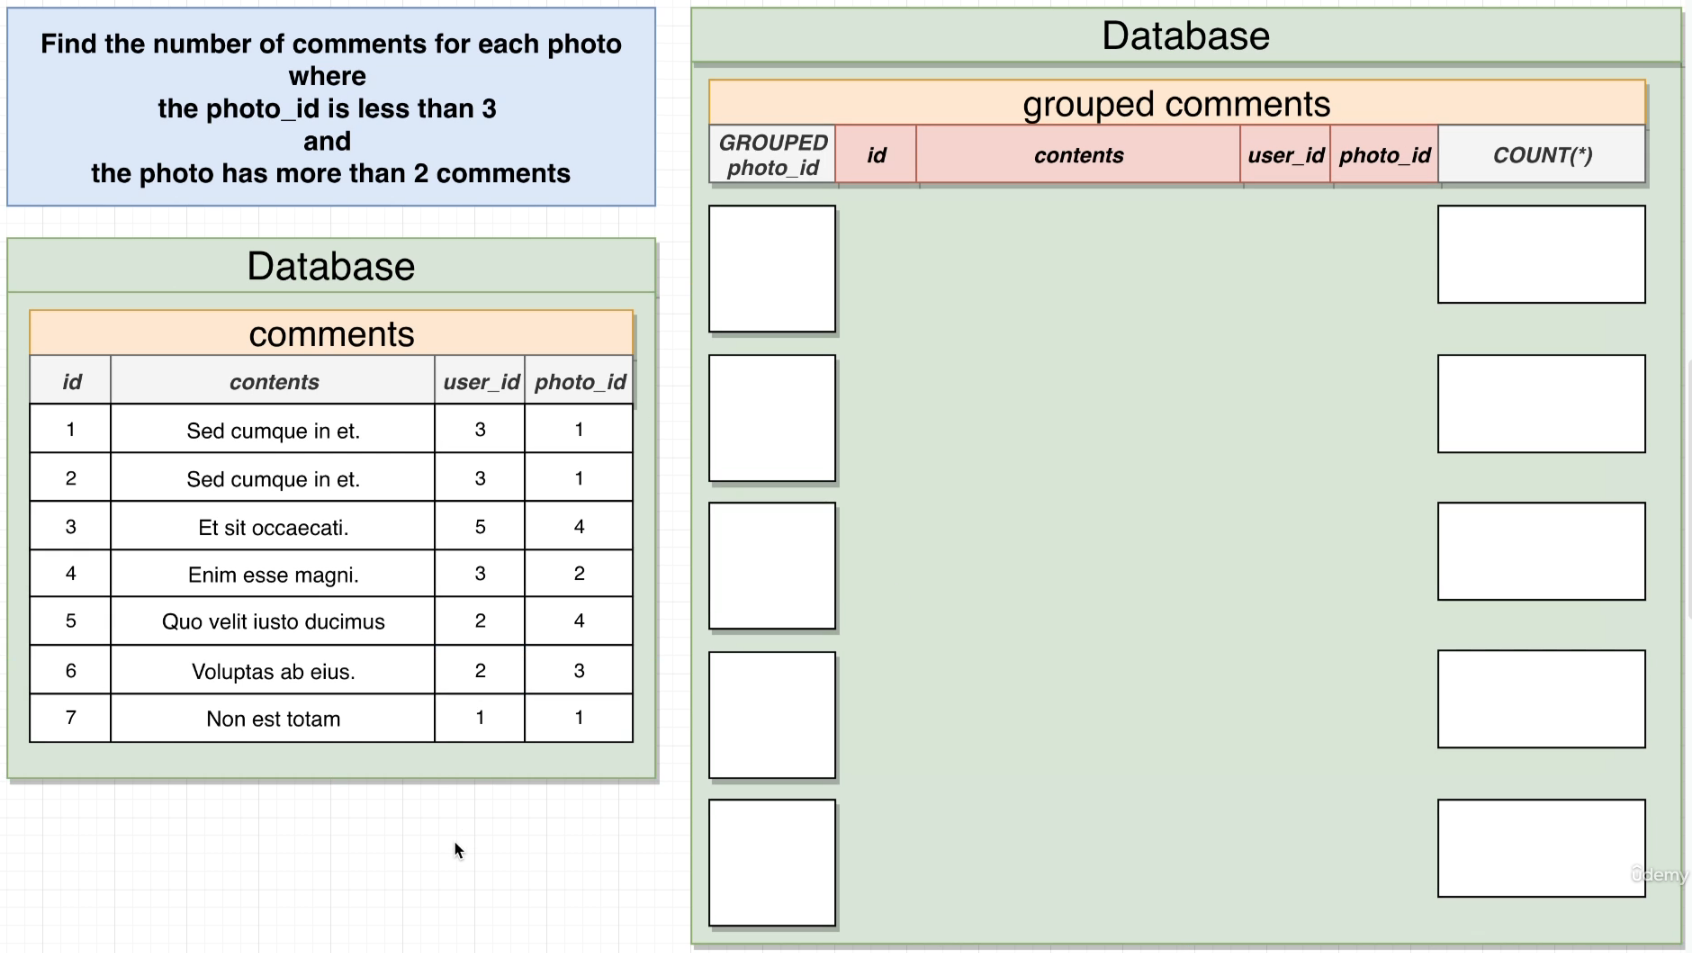 Find the number of comments for each photo
where
the photo_id is less than 3
and
the photo has more than 2 comments
Database
comments
id contents user_id photo_id
1 Sed cumque in et. 3 1
2 Sed cumque in et. 3 1
3 Et sit occaecati. 5 4
4 Enim esse magni. 3 2
5 Quo velit iusto ducimus 2 4
6 Voluptas ab eius. 2 3
7 Non est totam 1 1
Database
grouped comments
GROUPED
photo_id id contents user_id photo_id COUNT(*)
ûdemy